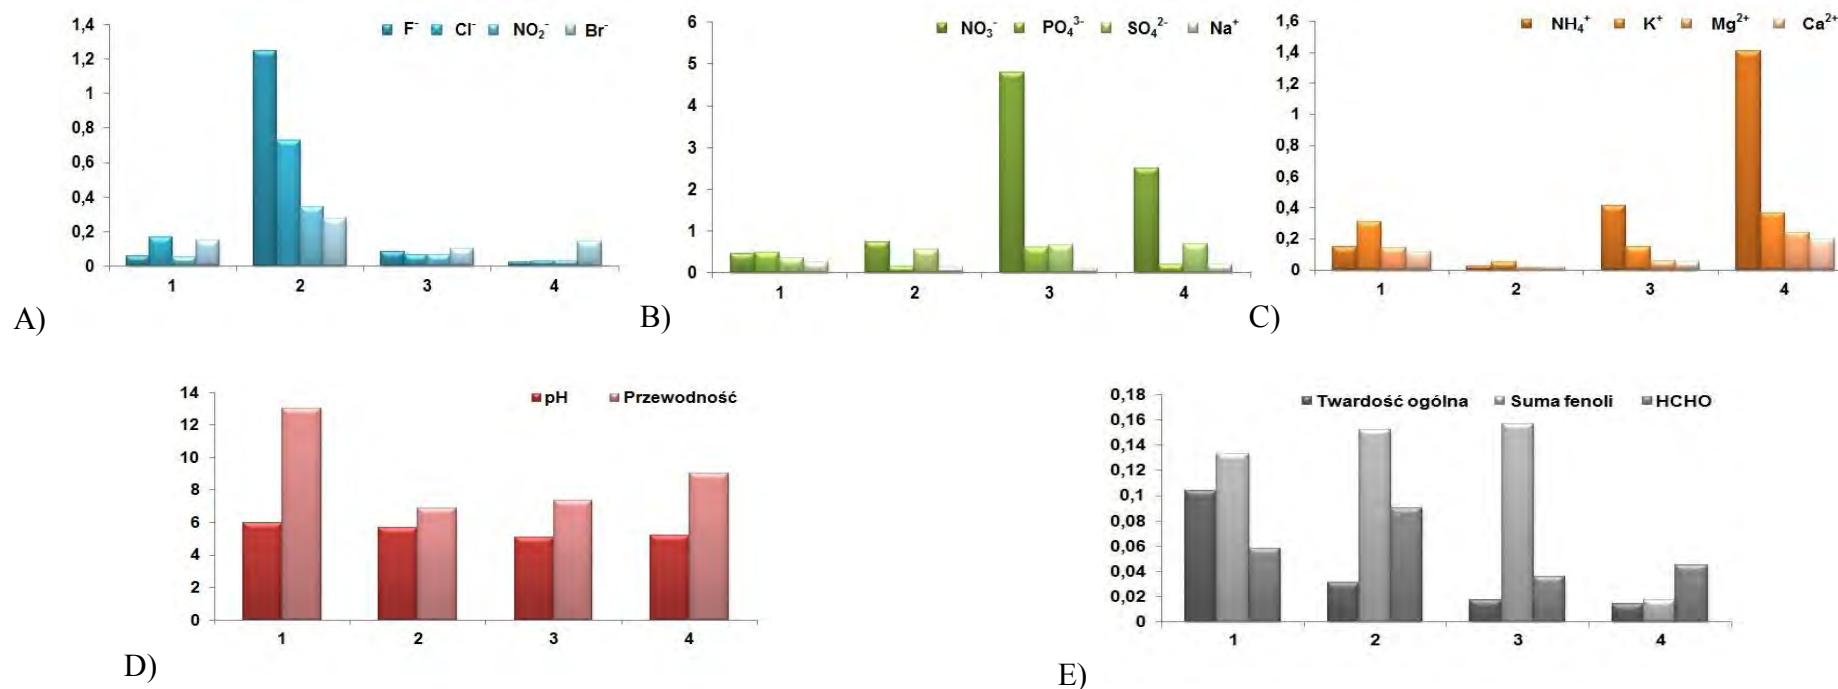 F⁻ Cl⁻ NO₂⁻ Br⁻
1,4
1,2
1
0,8
0,6
0,4
0,2
0
1 2 3 4
A)
NO₃⁻ PO₄³⁻ SO₄²⁻ Na⁺
6
5
4
3
2
1
0
1 2 3 4
B)
NH₄⁺ K⁺ Mg²⁺ Ca²⁺
1,6
1,4
1,2
1
0,8
0,6
0,4
0,2
0
1 2 3 4
C)
pH Przewodność
14
12
10
8
6
4
2
0
1 2 3 4
D)
Twardość ogólna Suma fenoli HCHO
0,18
0,16
0,14
0,12
0,1
0,08
0,06
0,04
0,02
0
1 2 3 4
E)